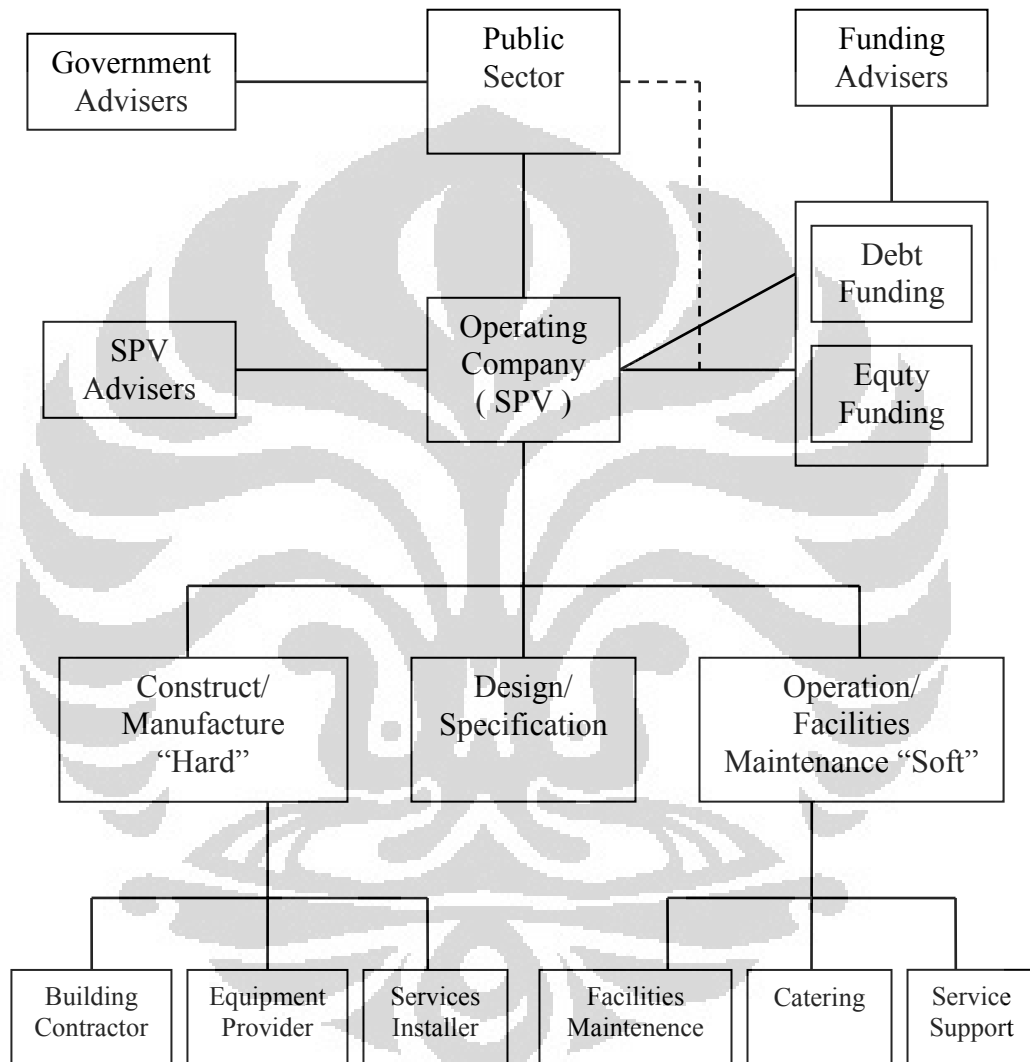 Government
Advisers
Public
Sector
Funding
Advisers
Debt
Funding
SPV
Advisers
Operating
Company
( SPV )
Equty
Funding
Construct/
Manufacture
“Hard”
Design/
Specification
Operation/
Facilities
Maintenance “Soft”
Building
Contractor
Equipment
Provider
Services
Installer
Facilities
Maintenence
Catering
Service
Support